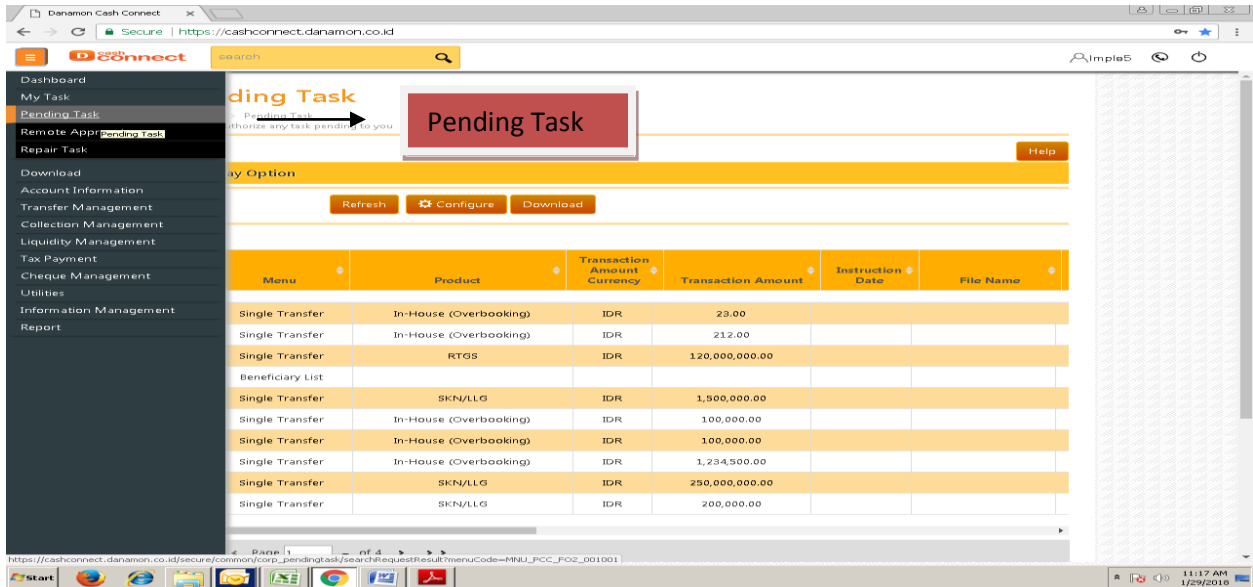 Danamon Cash Connect
Secure | https://cashconnect.danamon.co.id
D cash connect
search
Imple5
Dashboard
My Task
Pending Task
Remote Appr
Pending Task
Repair Task
Download
Account Information
Transfer Management
Collection Management
Liquidity Management
Tax Payment
Cheque Management
Utilities
Information Management
Report
ding Task
> Pending Task
uthorize any task pending to you
Pending Task
Help
ay Option
Refresh Configure Download
Menu Product Transaction Amount Currency Transaction Amount Instruction Date File Name
Single Transfer In-House (Overbooking) IDR 23.00
Single Transfer In-House (Overbooking) IDR 212.00
Single Transfer RTGS IDR 120,000,000.00
Beneficiary List
Single Transfer SKN/LLG IDR 1,500,000.00
Single Transfer In-House (Overbooking) IDR 100,000.00
Single Transfer In-House (Overbooking) IDR 100,000.00
Single Transfer In-House (Overbooking) IDR 1,234,500.00
Single Transfer SKN/LLG IDR 250,000,000.00
Single Transfer SKN/LLG IDR 200,000.00
Page 1 of 4
https://cashconnect.danamon.co.id/secure/common/corp_pendingtask/searchRequestResult?menuCode=MNU_PCC_FO2_001001
Start
11:17 AM
1/29/2018